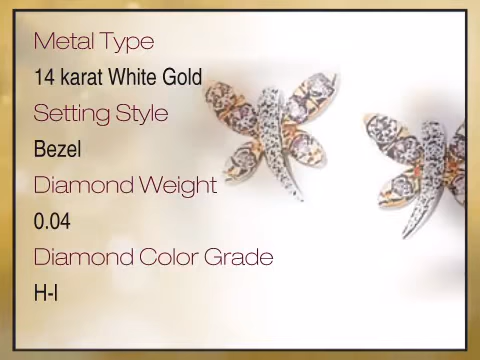 Metal Type
14 karat White Gold
Setting Style
Bezel
Diamond Weight
0.04
Diamond Color Grade
H-I